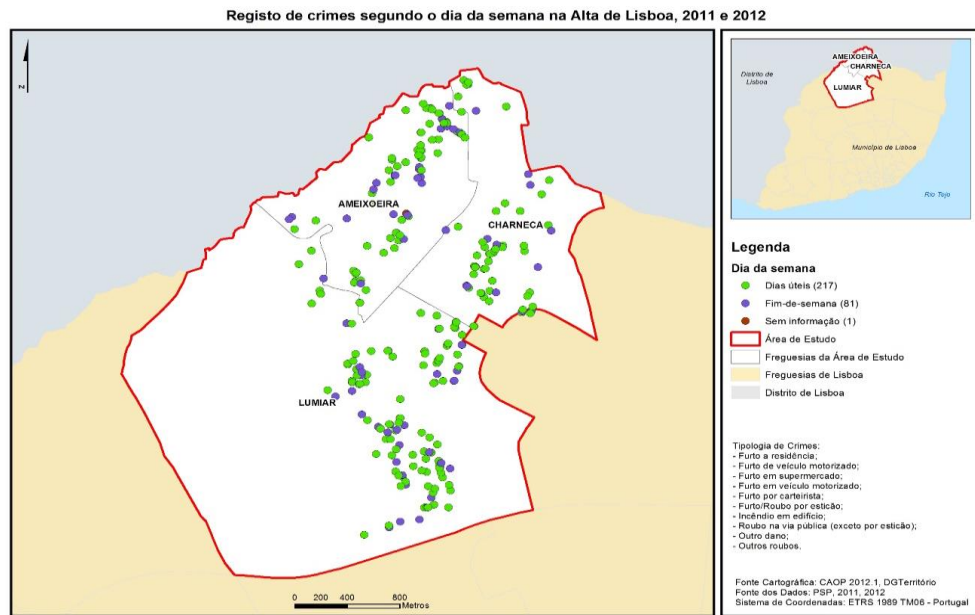 Registo de crimes segundo o dia da semana na Alta de Lisboa, 2011 e 2012
z
AMEIXOEIRA
CHARNECA
LUMIAR
0 200 400 800
Metros
AMEIXOEIRA
CHARNECA
Distrito de
Lisboa
LUMIAR
Município de Lisboa
Rio Tejo
Legenda
Dia da semana
Dias úteis (217)
Fim-de-semana (81)
Sem informação (1)
Área de Estudo
Freguesias da Área de Estudo
Freguesias de Lisboa
Distrito de Lisboa
Tipologia de Crimes:
- Furto a residência;
- Furto de veículo motorizado;
- Furto em supermercado;
- Furto em veículo motorizado;
- Furto por carteirista;
- Furto/Roubo por esticão;
- Incêndio em edifício;
- Roubo na via pública (exceto por esticão);
- Outro dano;
- Outros roubos.
Fonte Cartográfica: CAOP 2012.1, DGTerritório
Fonte dos Dados: PSP, 2011, 2012
Sistema de Coordenadas: ETRS 1989 TM06 - Portugal